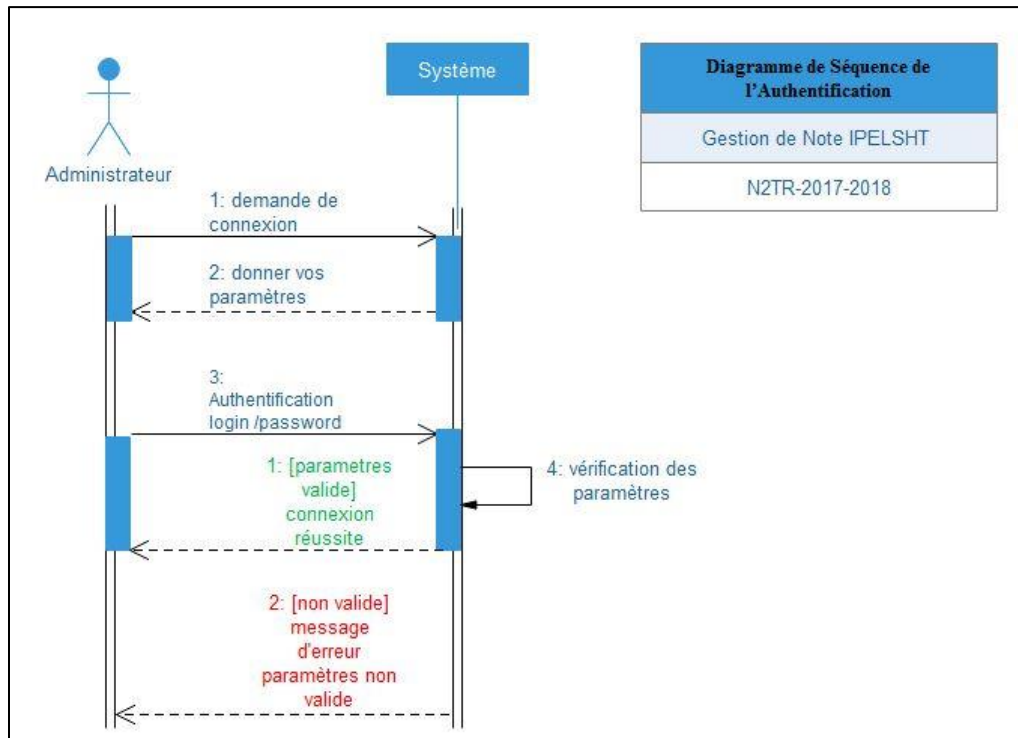 Système
Diagramme de Séquence de
l'Authentification
Gestion de Note IPELSHT
N2TR-2017-2018
Administrateur
1: demande de
connexion
2: donner vos
paramètres
3:
Authentification
login /password
1: [parametres
valide]
connexion
réussite
4: vérification des
paramètres
2: [non valide]
message
d'erreur
paramètres non
valide